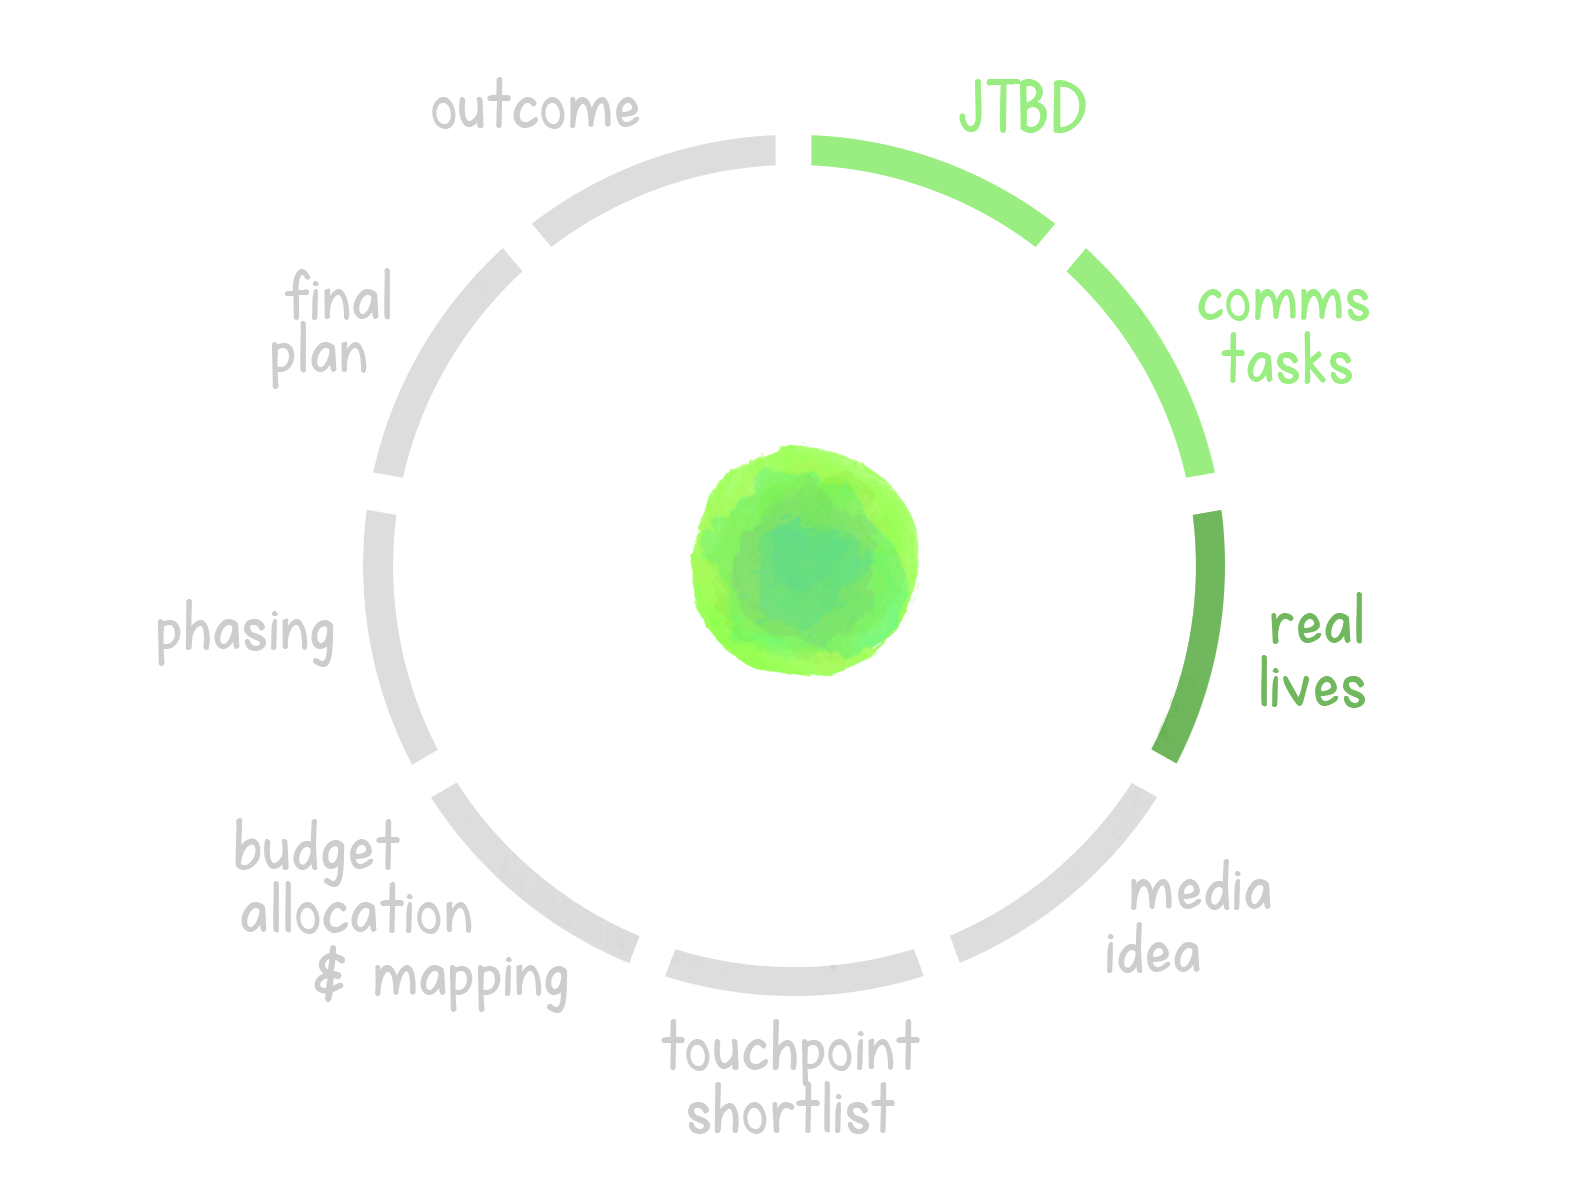 JTBD
comms
tasks
real
lives
media
idea
touchpoint
shortlist
budget
allocation
& mapping
phasing
final
plan
outcome